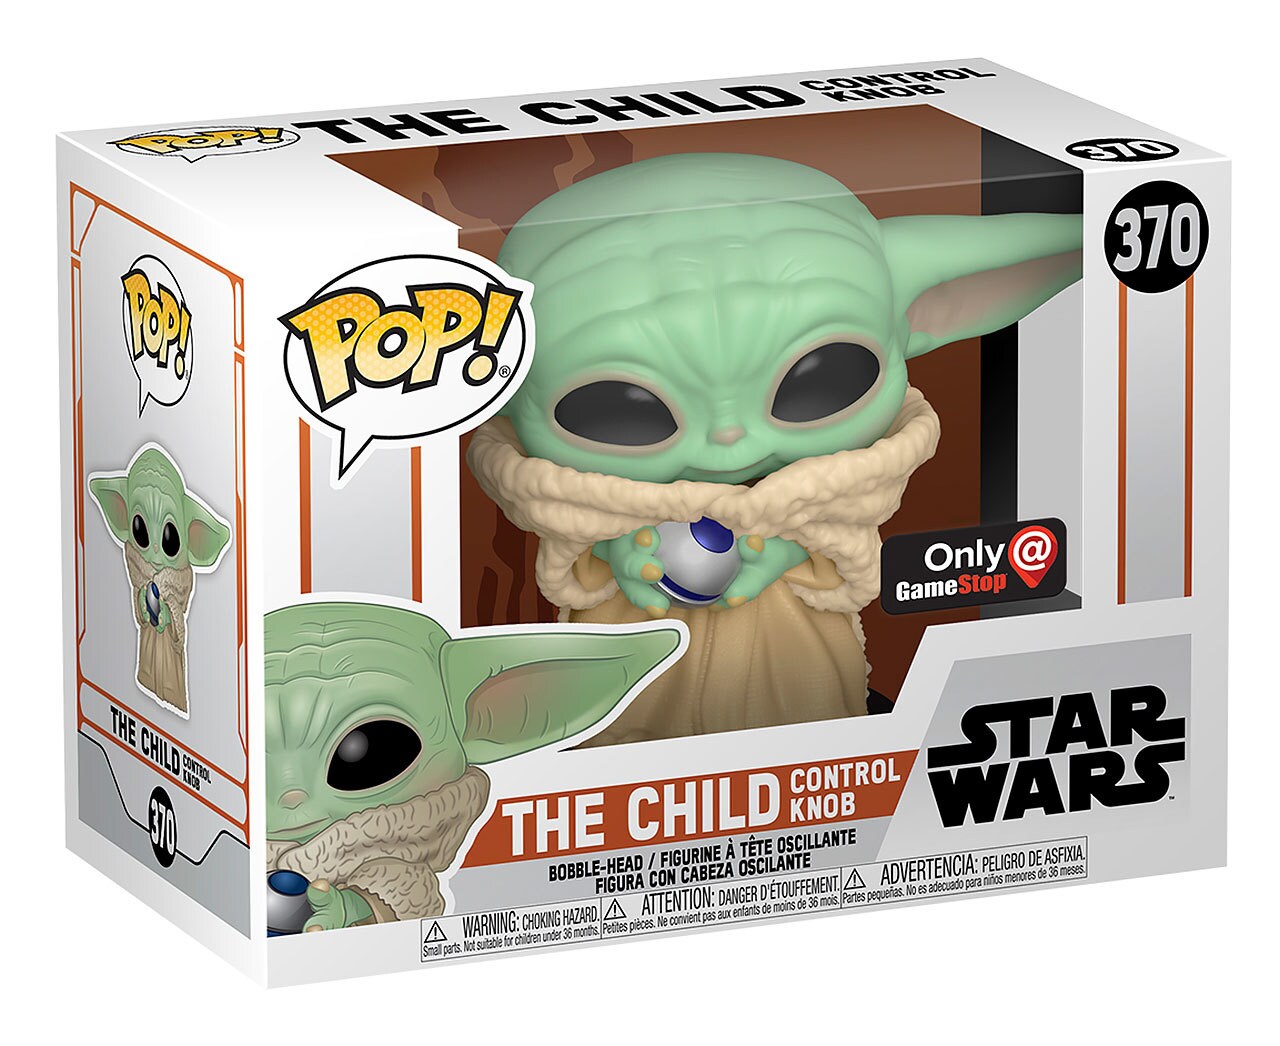 POP! THE CHILD CONTROL KNOB
370
370
POP!®
POP!
Only @
GameStop
STAR WARS™
THE CHILD CONTROL KNOB
BOBBLE-HEAD / FIGURINE À TÊTE OSCILLANTE
FIGURA CON CABEZA OSCILANTE
THE CHILD CONTROL KNOB
370
WARNING: CHOKING HAZARD.
Small parts. Not suitable for children under 36 months.
ATTENTION: DANGER D'ÉTOUFFEMENT.
Petites pièces. Ne convient pas aux enfants de moins de 36 mois.
ADVERTENCIA: PELIGRO DE ASFIXIA.
Partes pequeñas. No es adecuado para niños menores de 36 meses.